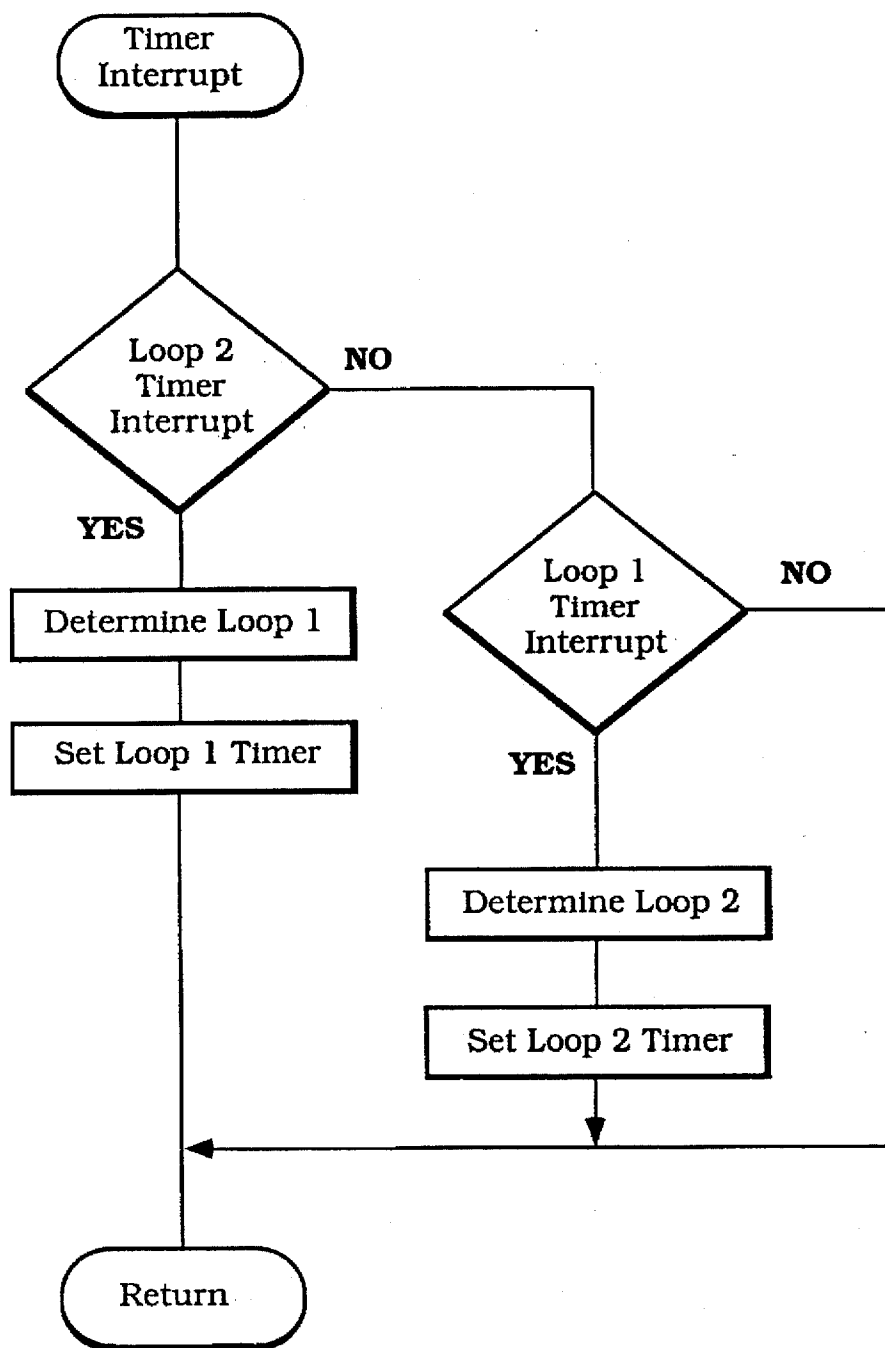 Timer
Interrupt
Loop 2
Timer
Interrupt
NO
YES
Determine Loop 1
Set Loop 1 Timer
Loop 1
Timer
Interrupt
NO
YES
Determine Loop 2
Set Loop 2 Timer
Return